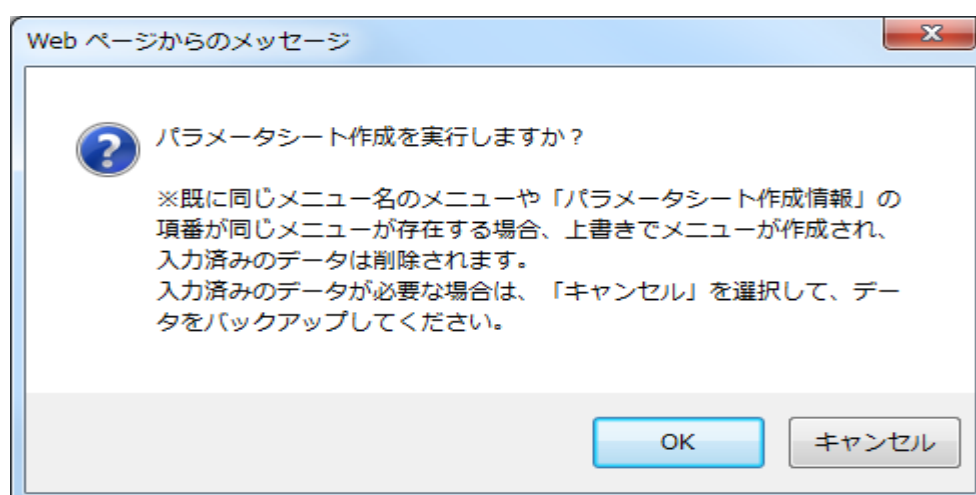 Web ページからのメッセージ
パラメータシート作成を実行しますか？
※既に同じメニュー名のメニューや「パラメータシート作成情報」の
項番が同じメニューが存在する場合、上書きでメニューが作成され、
入力済みのデータは削除されます。
入力済みのデータが必要な場合は、「キャンセル」を選択して、デー
タをバックアップしてください。
OK
キャンセル